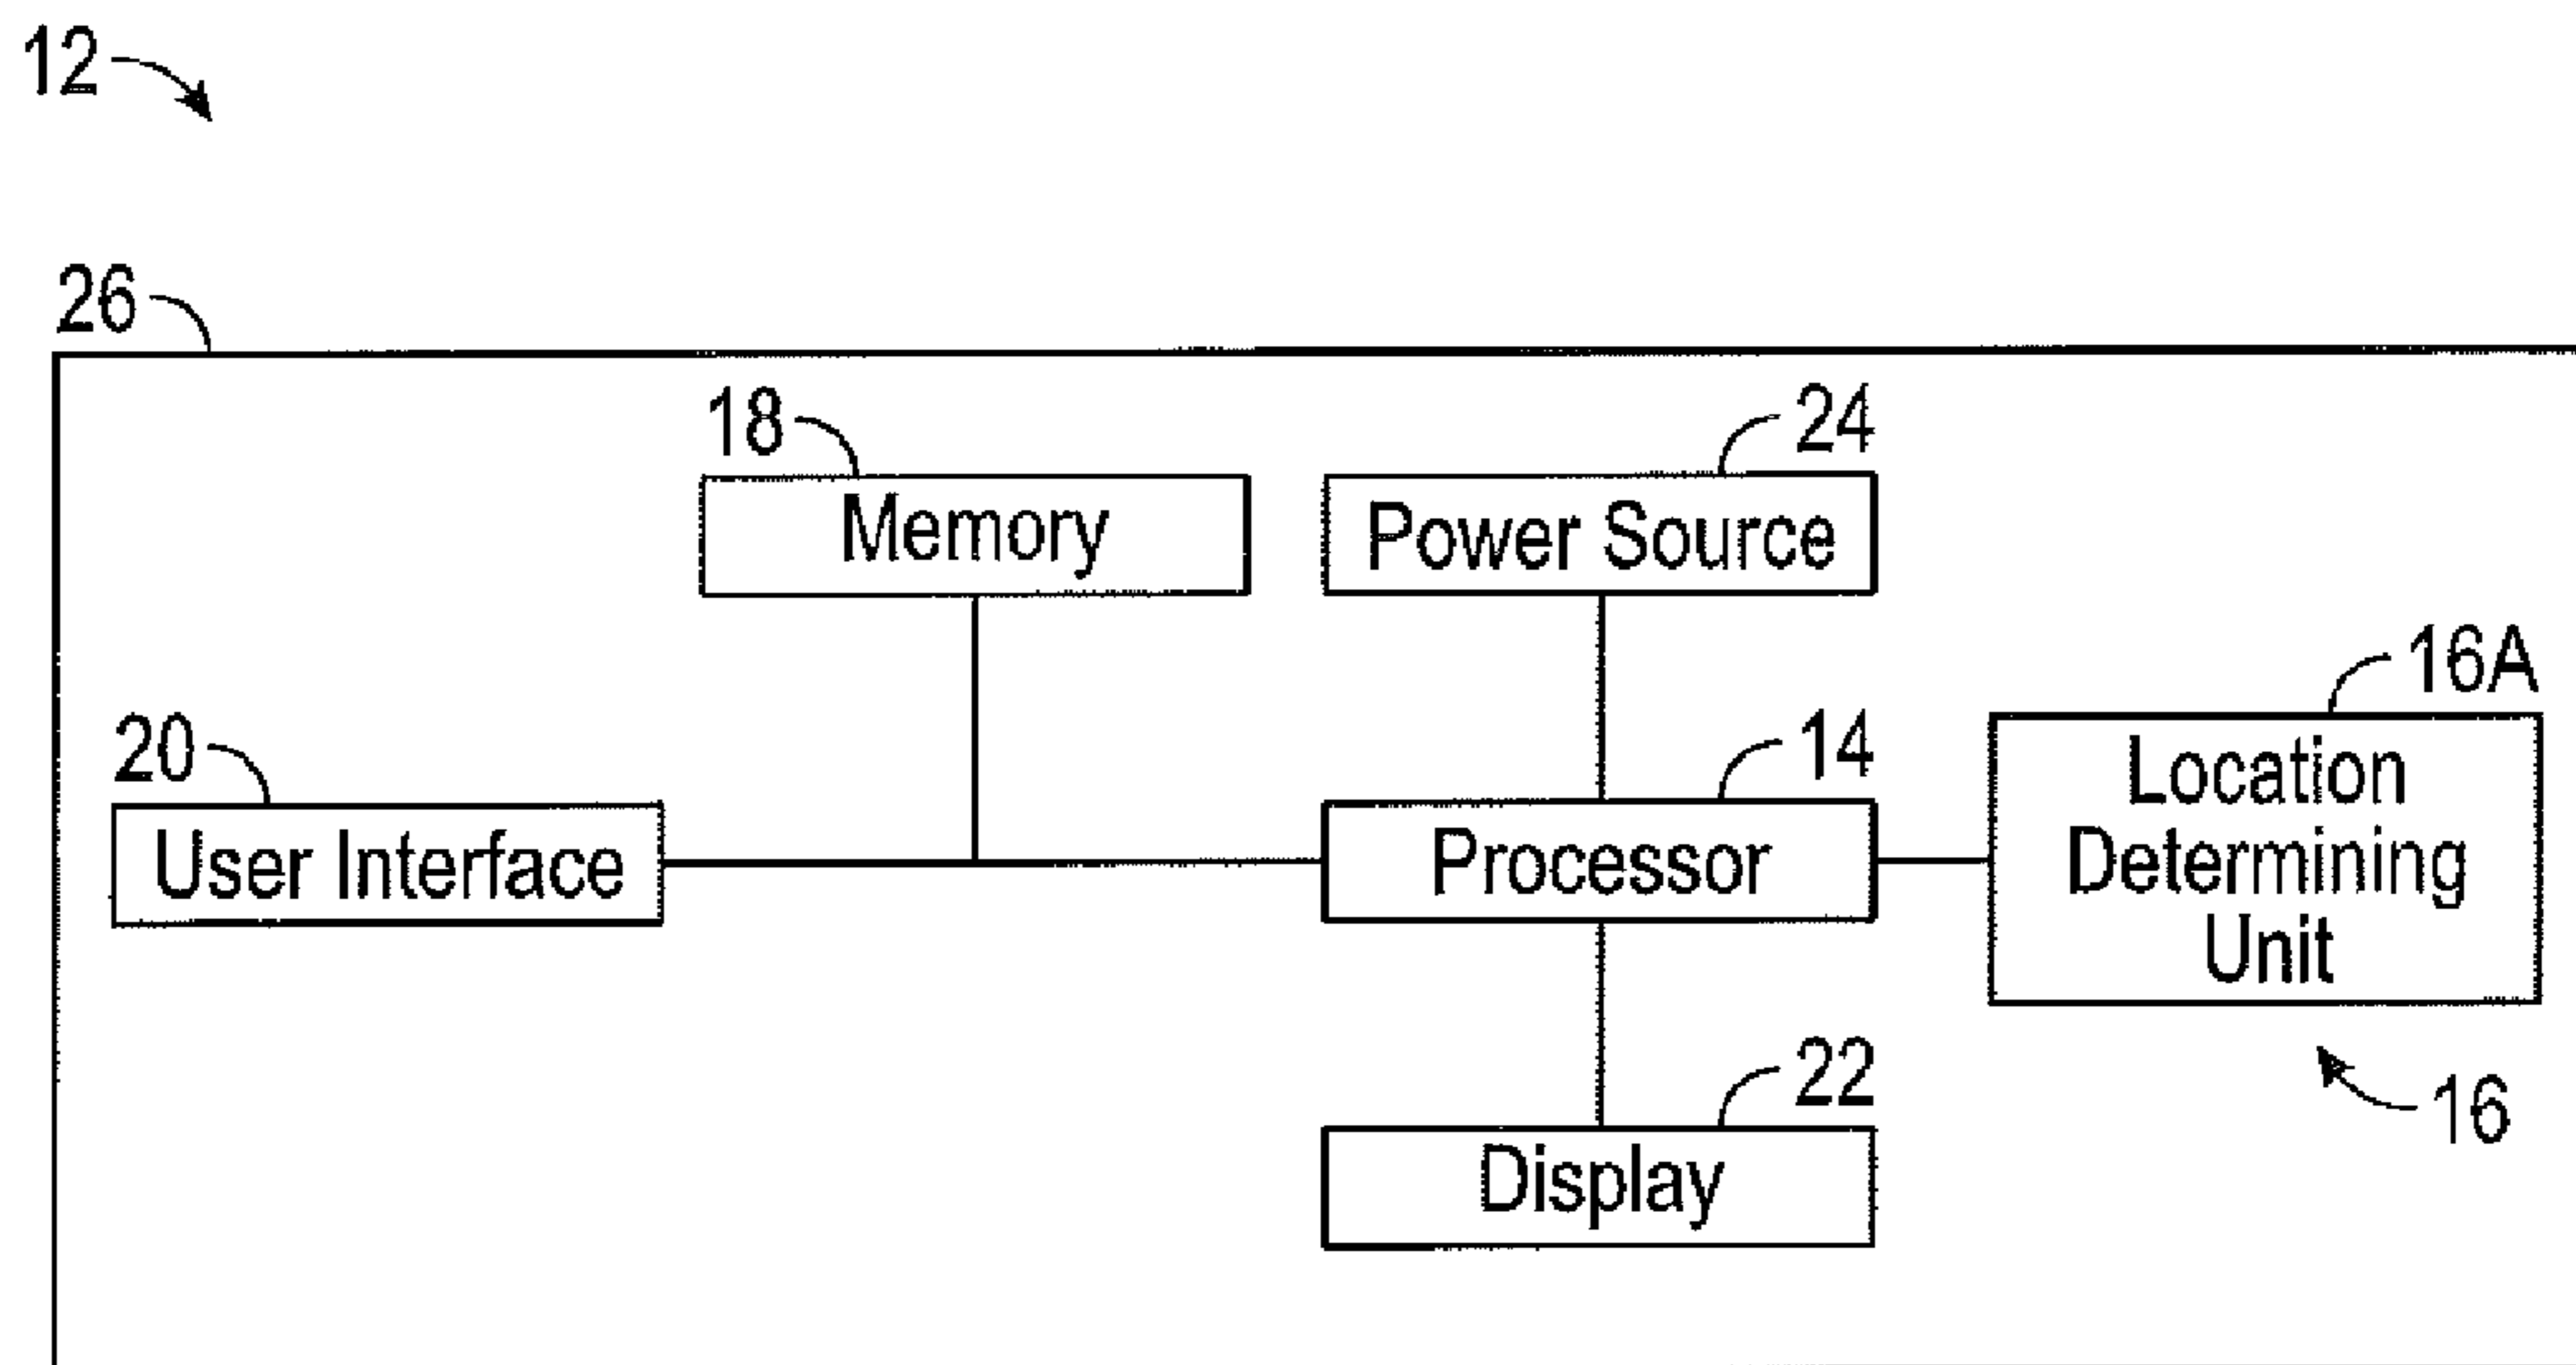 12
26
18
24
Memory
Power Source
16A
20
14
Location
User Interface
Processor
Determining
Unit
22
16
Display